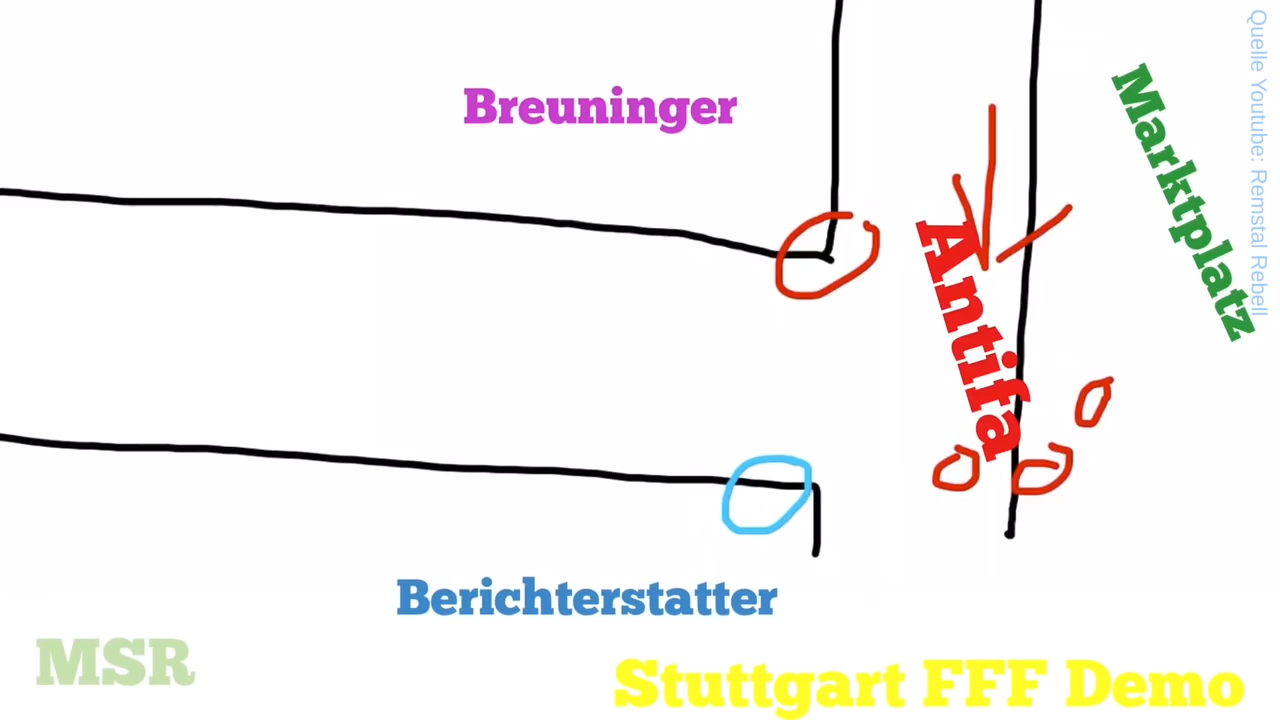 Breuninger
Marktplatz
Quelle Youtube: Remstal Rebell
Antifa
Berichterstatter
MSR
Stuttgart FFF Demo